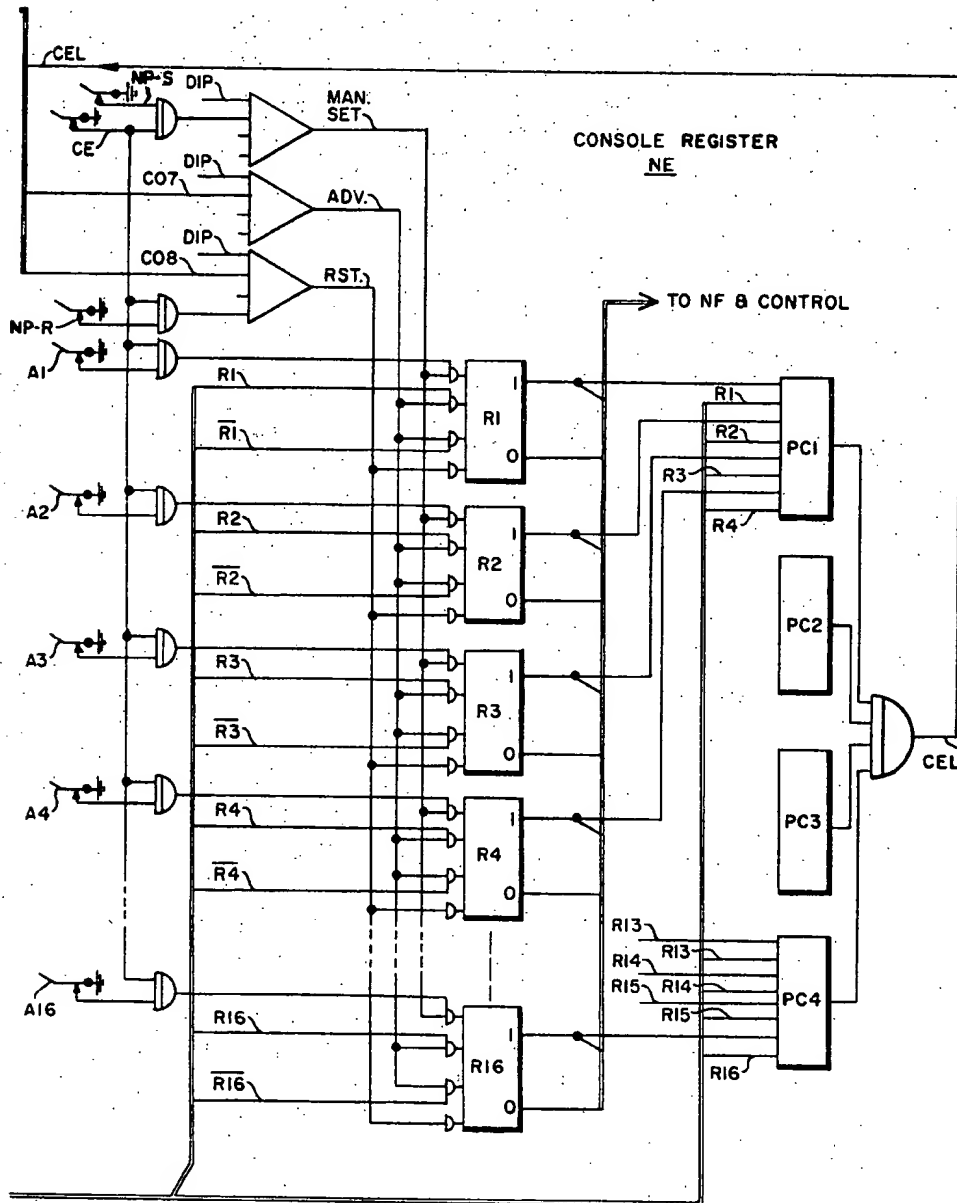 CEL
NP-S
DIP
MAN.
SET
CE
CONSOLE REGISTER
NE
DIP
CO7
ADV.
DIP
CO8
RST.
TO NF & CONTROL
NP-R
A1
R1
R1
1
R1
PC1
R2
R1
0
R3
R4
A2
R2
R2
1
R2
0
PC2
A3
R3
R3
1
R3
0
CEL
PC3
A4
R4
R4
1
R4
0
R13
R13
R14
R14
PC4
R15
R15
R16
A16
R16
R16
1
R16
0